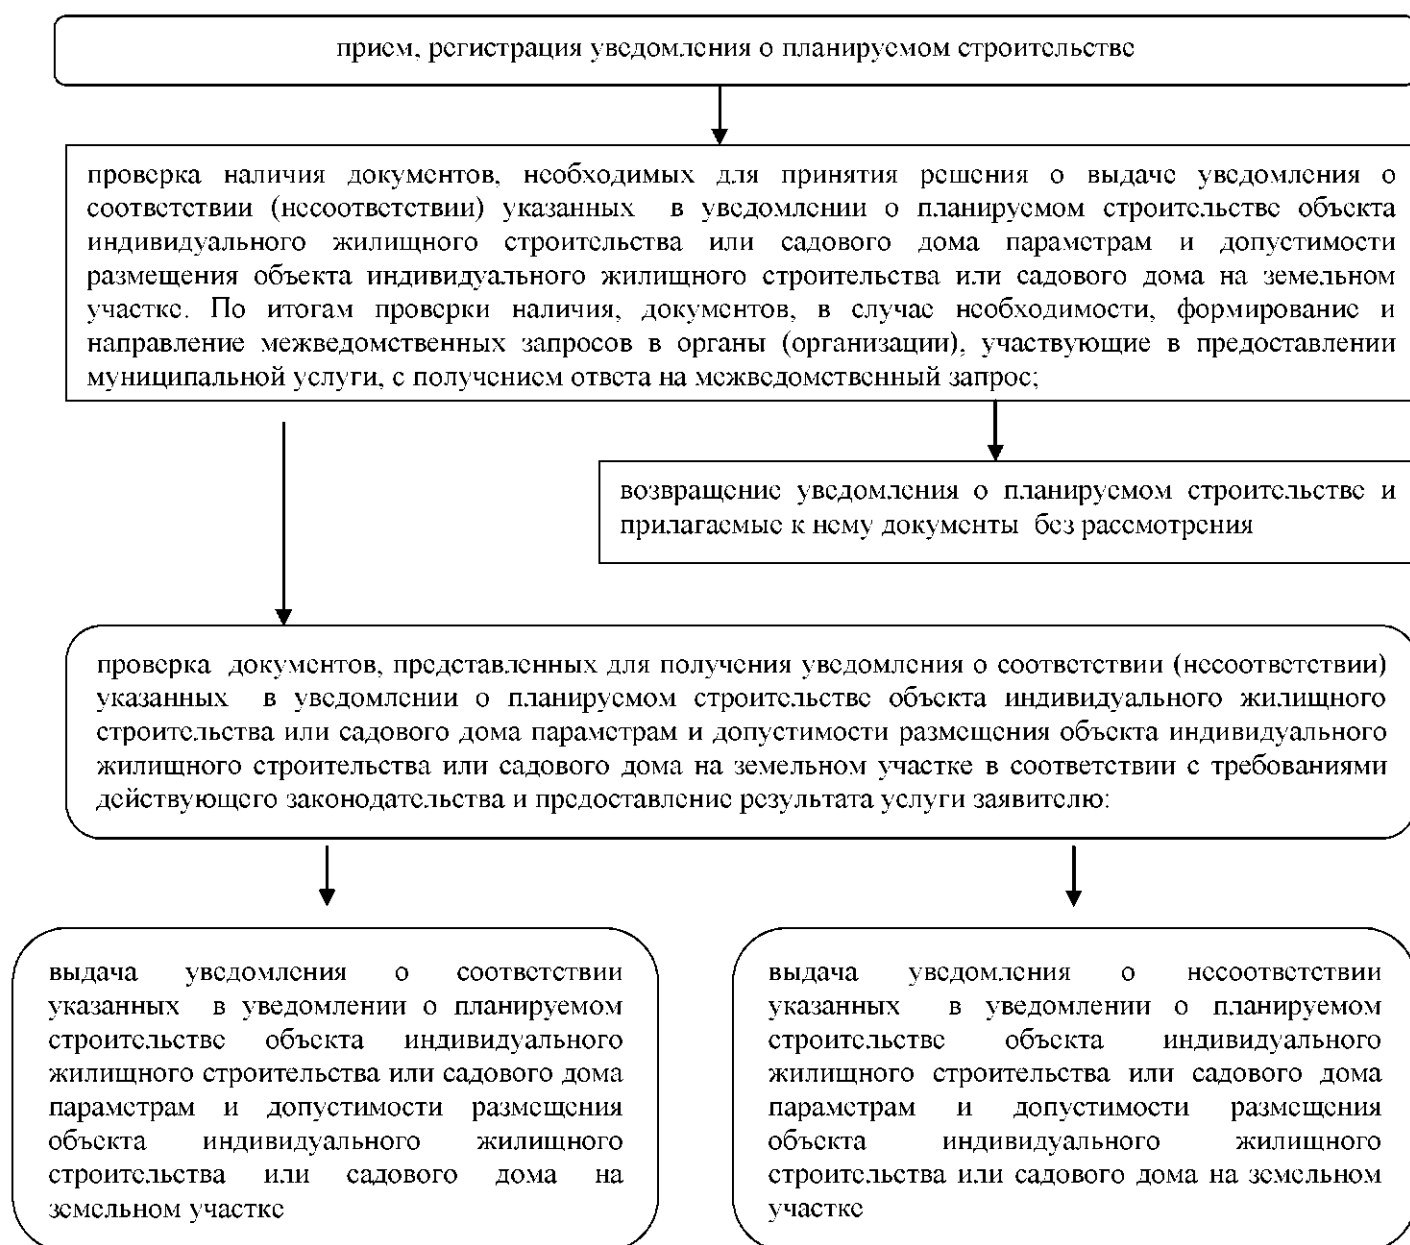 прием, регистрация уведомления о планируемом строительстве
проверка наличия документов, необходимых для принятия решения о выдаче уведомления о
соответствии (несоответствии) указанных в уведомлении о планируемом строительстве объекта
индивидуального жилищного строительства или садового дома параметрам и допустимости
размещения объекта индивидуального жилищного строительства или садового дома на земельном
участке. По итогам проверки наличия, документов, в случае необходимости, формирование и
направление межведомственных запросов в органы (организации), участвующие в предоставлении
муниципальной услуги, с получением ответа на межведомственный запрос;
возвращение уведомления о планируемом строительстве и
прилагаемые к нему документы без рассмотрения
проверка документов, представленных для получения уведомления о соответствии (несоответствии)
указанных в уведомлении о планируемом строительстве объекта индивидуального жилищного
строительства или садового дома параметрам и допустимости размещения объекта индивидуального
жилищного строительства или садового дома на земельном участке в соответствии с требованиями
действующего законодательства и предоставление результата услуги заявителю:
выдача уведомления о соответствии
указанных в уведомлении о планируемом
строительстве объекта индивидуального
жилищного строительства или садового дома
параметрам и допустимости размещения
объекта индивидуального жилищного
строительства или садового дома на
земельном участке
выдача уведомления о несоответствии
указанных в уведомлении о планируемом
строительстве объекта индивидуального
жилищного строительства или садового дома
параметрам и допустимости размещения
объекта индивидуального жилищного
строительства или садового дома на земельном
участке